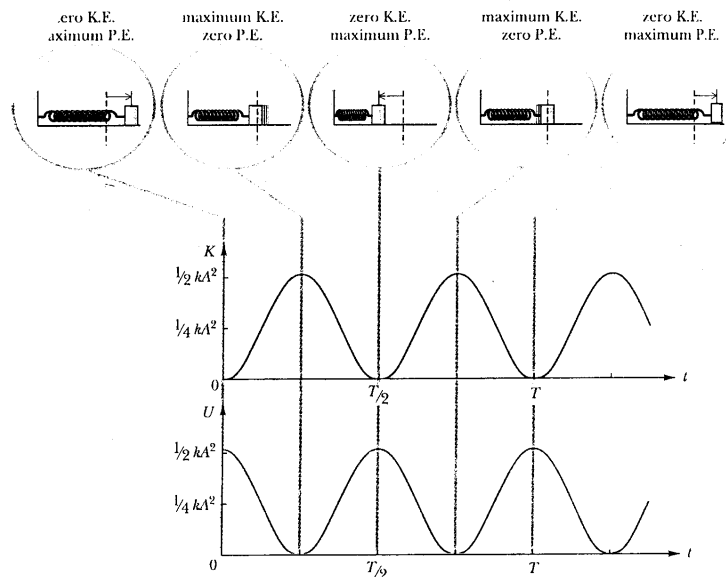 zero K.E.
maximum P.E.
maximum K.E.
zero P.E.
zero K.E.
maximum P.E.
maximum K.E.
zero P.E.
zero K.E.
maximum P.E.
K
1/2 kA²
1/4 kA²
0
T/2
T
t
U
1/2 kA²
1/4 kA²
0
T/2
T
t